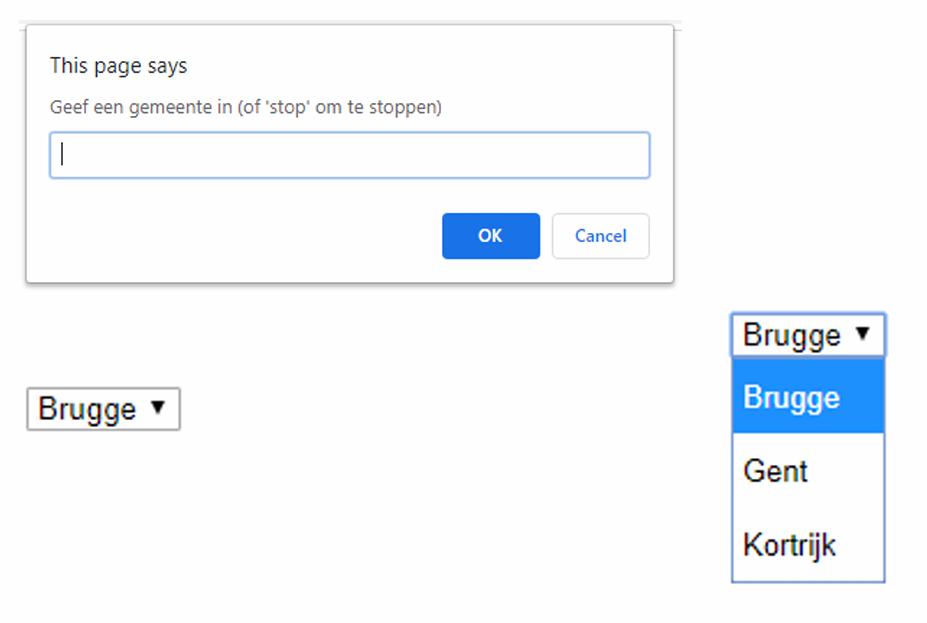 This page says
Geef een gemeente in (of 'stop' om te stoppen)
OK Cancel
Brugge
Brugge
Brugge
Gent
Kortrijk